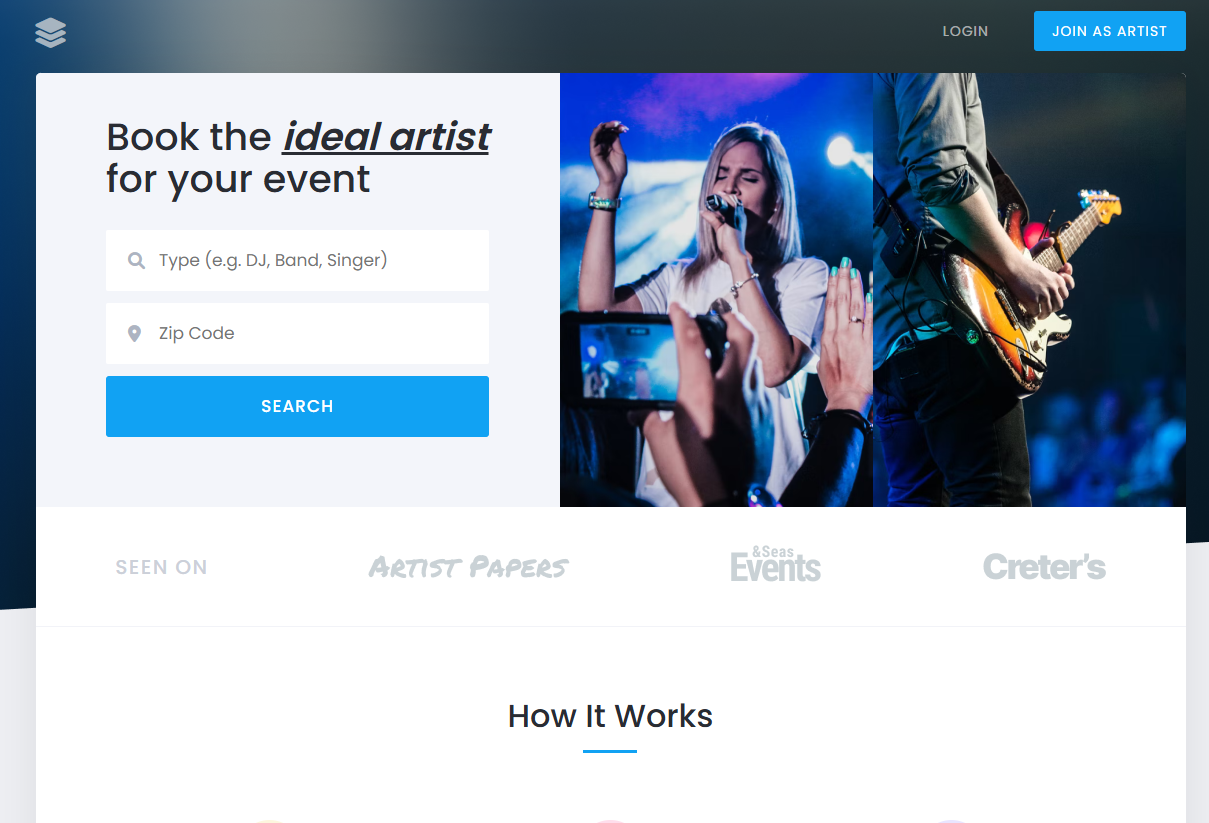 LOGIN
JOIN AS ARTIST
Book the ideal artist
for your event
Type (e.g. DJ, Band, Singer)
Zip Code
SEARCH
SEEN ON
Artist Papers
&Seas
Events
Creter's
How It Works